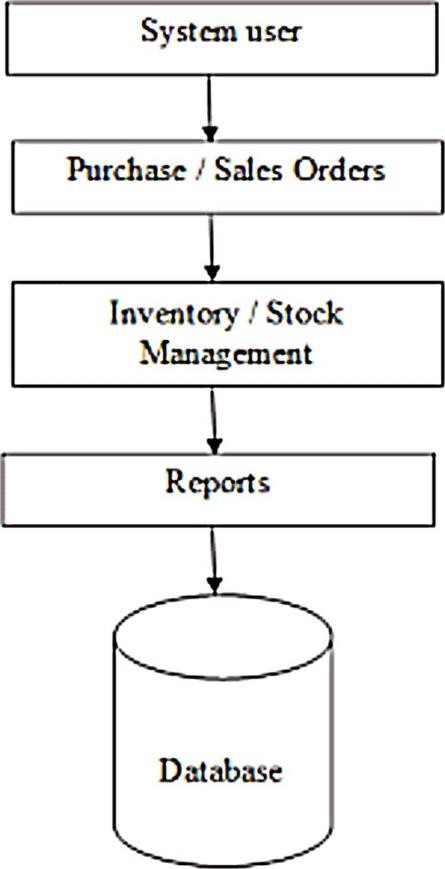 System user
Purchase / Sales Orders
Inventory / Stock
Management
Reports
Database